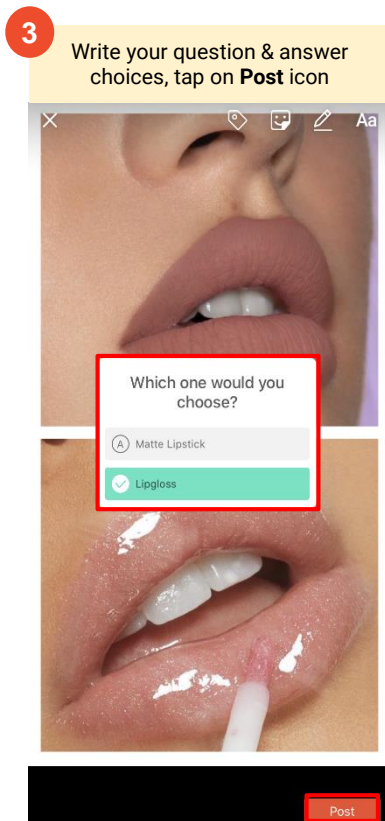 3
Write your question & answer
choices, tap on Post icon
Aa
Which one would you
choose?
A Matte Lipstick
Lipgloss
Post